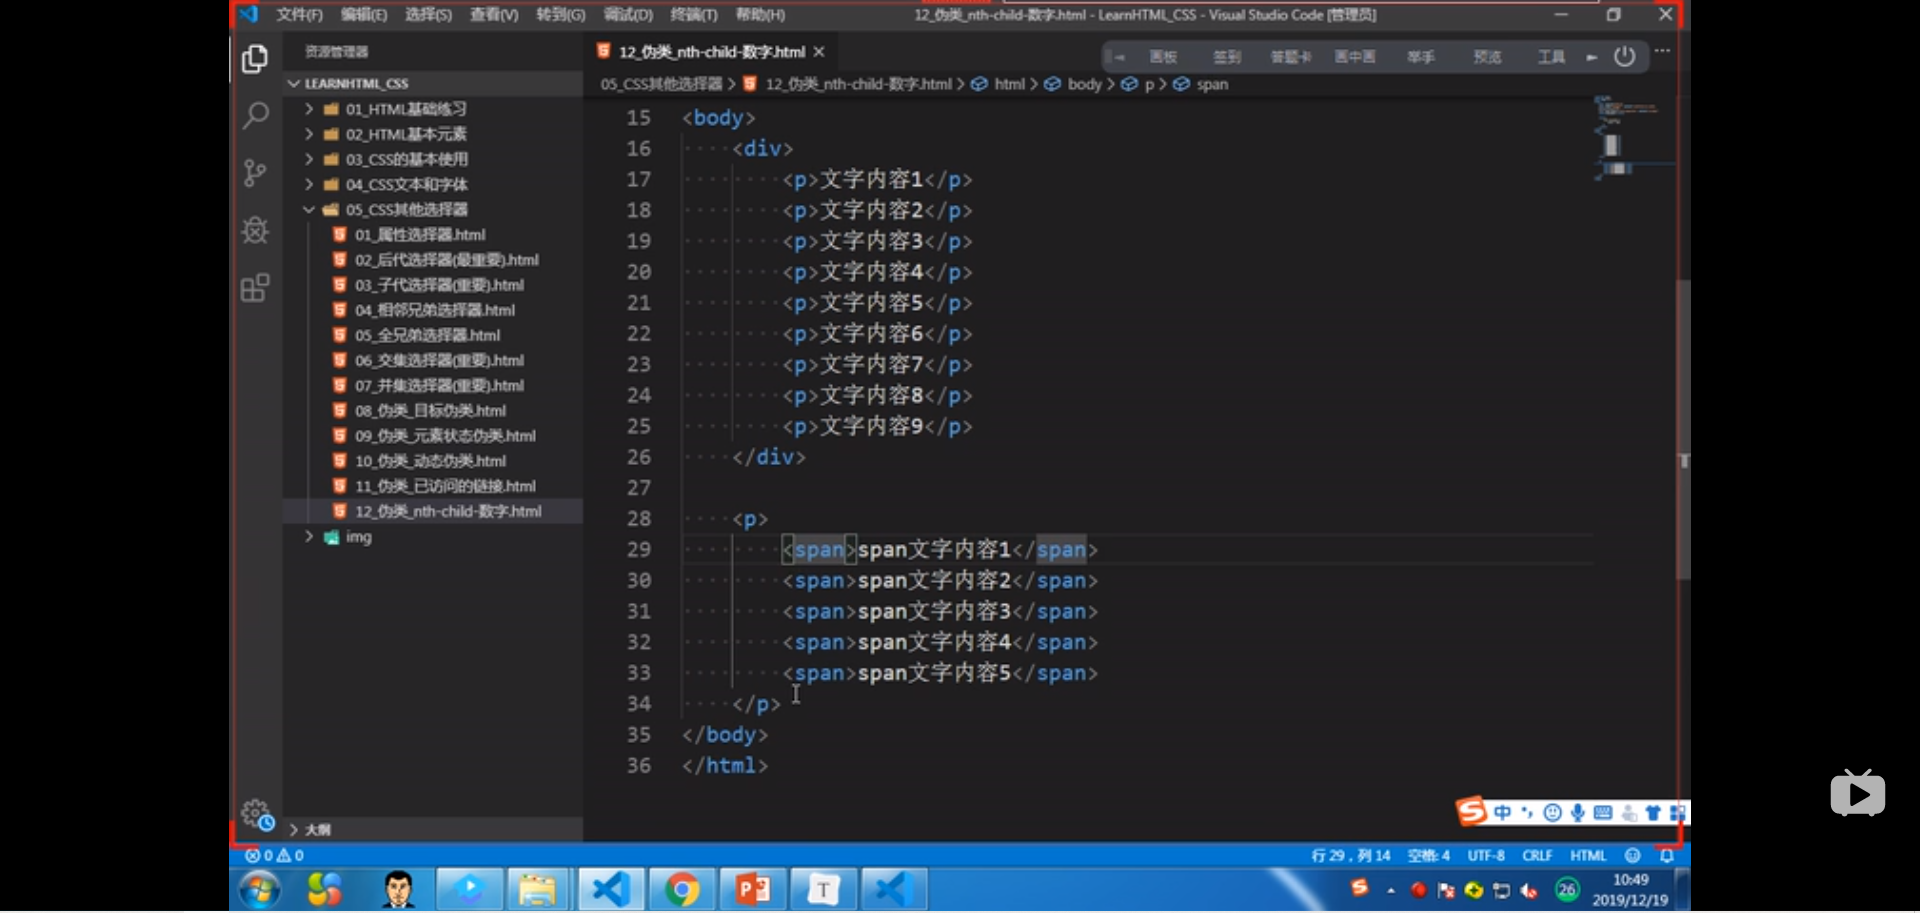 文件(F) 编辑(E) 选择(S) 查看(V) 转到(G) 调试(D) 终端(T) 帮助(H) 12_伪类_nth-child-数字.html - LearnHTML_CSS - Visual Studio Code [管理员]
资源管理器
12_伪类_nth-child-数字.html
画板 签到 答题卡 画中画 举手 预览 工具
LEARNHTML_CSS
05_CSS其他选择器 > 12_伪类_nth-child-数字.html > html > body > p > span
01_HTML基础练习
02_HTML基本元素
03_CSS的基本使用
04_CSS文本和字体
05_CSS其他选择器
01_属性选择器.html
02_后代选择器(最重要).html
03_子代选择器(重要).html
04_相邻兄弟选择器.html
05_全兄弟选择器.html
06_交集选择器(重要).html
07_并集选择器(重要).html
08_伪类_目标伪类.html
09_伪类_元素状态伪类.html
10_伪类_动态伪类.html
11_伪类_已访问的链接.html
12_伪类_nth-child-数字.html
img
大纲
15 <body>
16 <div>
17 <p>文字内容1</p>
18 <p>文字内容2</p>
19 <p>文字内容3</p>
20 <p>文字内容4</p>
21 <p>文字内容5</p>
22 <p>文字内容6</p>
23 <p>文字内容7</p>
24 <p>文字内容8</p>
25 <p>文字内容9</p>
26 </div>
27
28 <p>
29 <span>span文字内容1</span>
30 <span>span文字内容2</span>
31 <span>span文字内容3</span>
32 <span>span文字内容4</span>
33 <span>span文字内容5</span>
34 </p>
35 </body>
36 </html>
中
0 0 行 29，列 14 空格: 4 UTF-8 CRLF HTML
26
10:49
2019/12/19